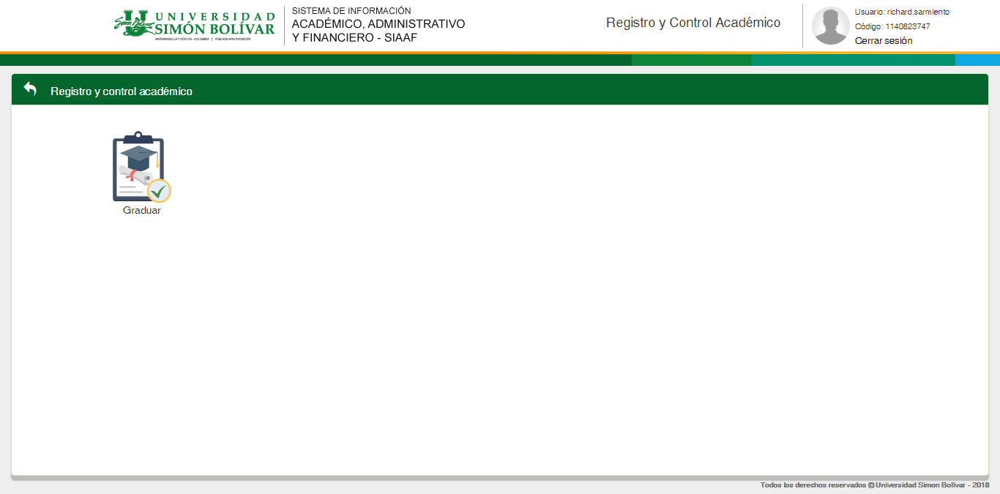 UNIVERSIDAD
SIMÓN BOLÍVAR
BARRANQUILLA Y CÚCUTA - COLOMBIA | VIGILADA MINEDUCACIÓN
SISTEMA DE INFORMACIÓN
ACADÉMICO, ADMINISTRATIVO
Y FINANCIERO - SIAAF
Registro y Control Académico
Usuario: richard.sarmiento
Código: 1140823747
Cerrar sesión
Registro y control académico
Graduar
Todos los derechos reservados @ Universidad Simon Bolívar - 2018